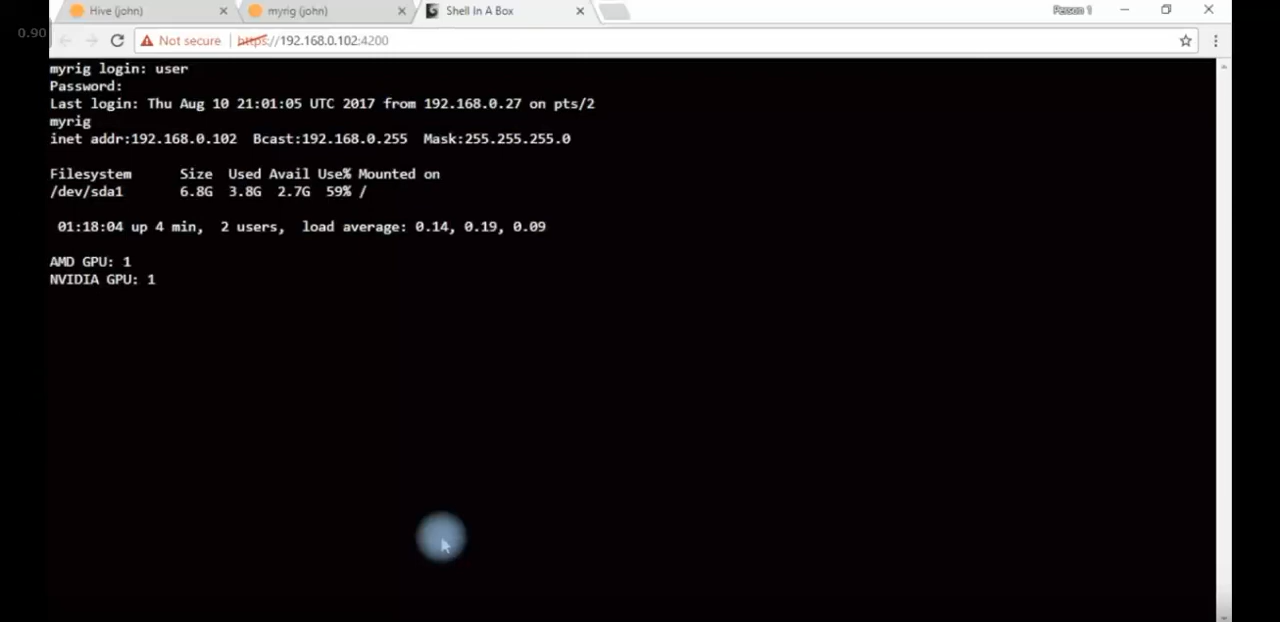 0.90
Hive (john)
myrig (john)
Shell In A Box
Person 1
Not secure
https://192.168.0.102:4200
myrig login: user
Password:
Last login: Thu Aug 10 21:01:05 UTC 2017 from 192.168.0.27 on pts/2
myrig
inet addr:192.168.0.102  Bcast:192.168.0.255  Mask:255.255.255.0
Filesystem      Size  Used Avail Use% Mounted on
/dev/sda1       6.8G  3.8G  2.7G  59% /
01:18:04 up 4 min,  2 users,  load average: 0.14, 0.19, 0.09
AMD GPU: 1
NVIDIA GPU: 1